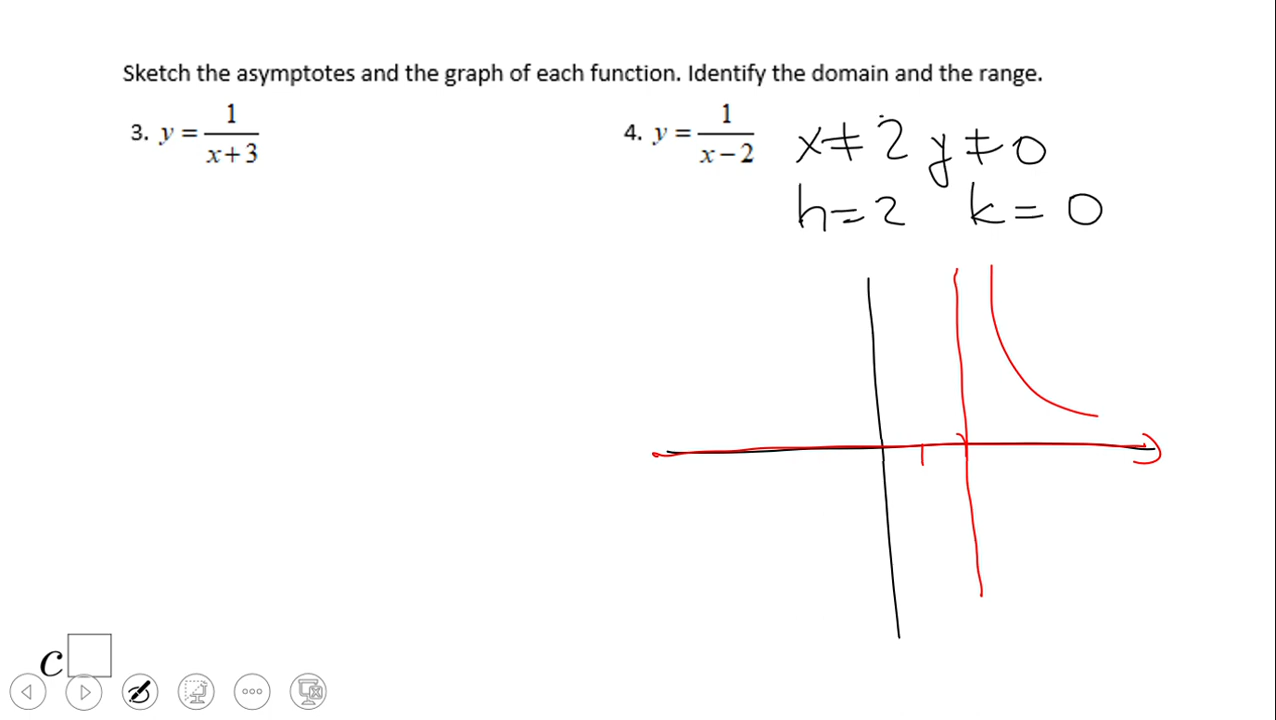 Sketch the asymptotes and the graph of each function. Identify the domain and the range.
3. y = 1/(x+3)
4. y = 1/(x−2) x≠2 y≠0
h=2 k=0
c